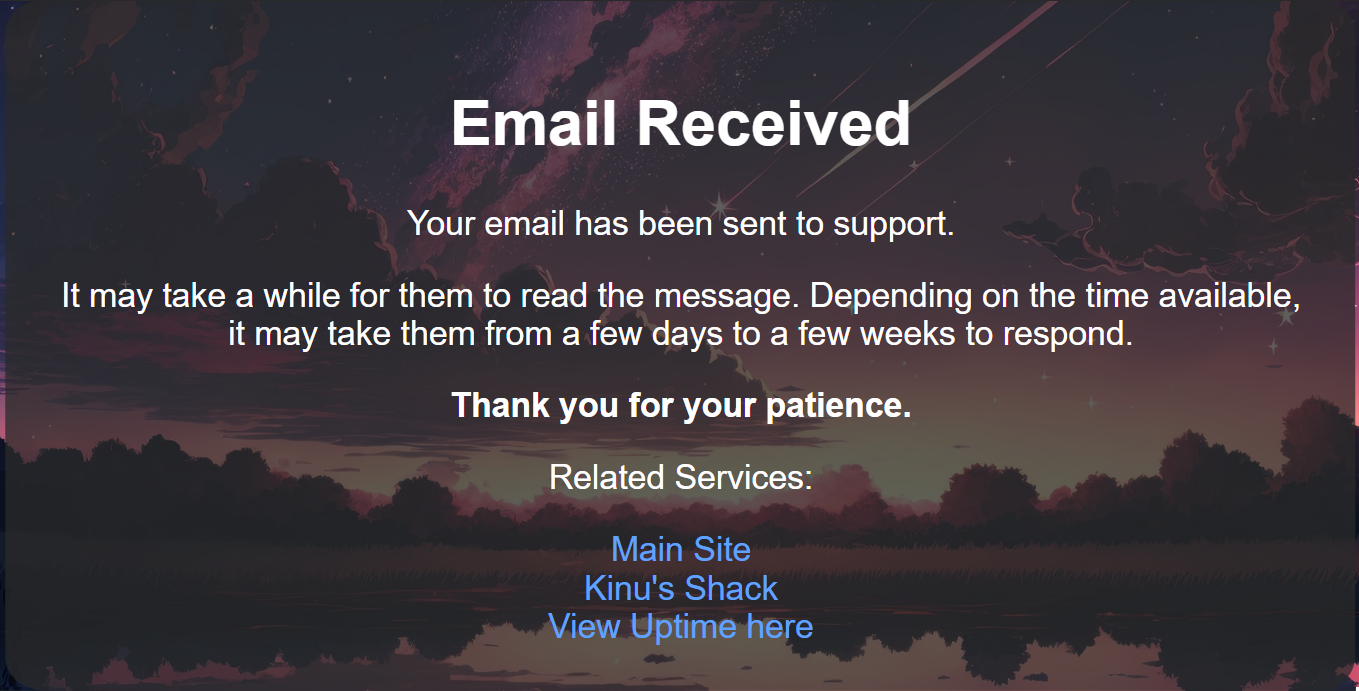 Email Received
Your email has been sent to support.
It may take a while for them to read the message. Depending on the time available,
it may take them from a few days to a few weeks to respond.
Thank you for your patience.
Related Services:
Main Site
Kinu's Shack
View Uptime here